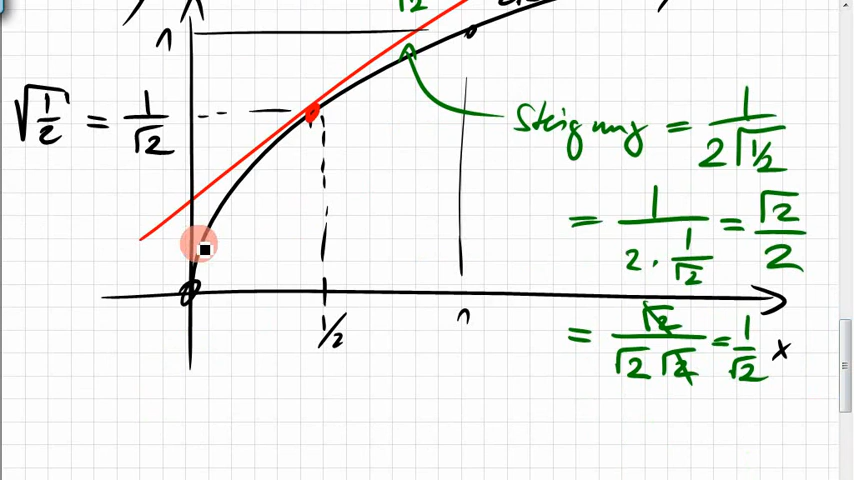 √2
1
√(1/2) = 1/√2
Steigung = 1/(2√(1/2))
= 1/(2 · 1/√2) = √2/2
= √2/(√2 √2) = 1/√2
0
1/2
1
x